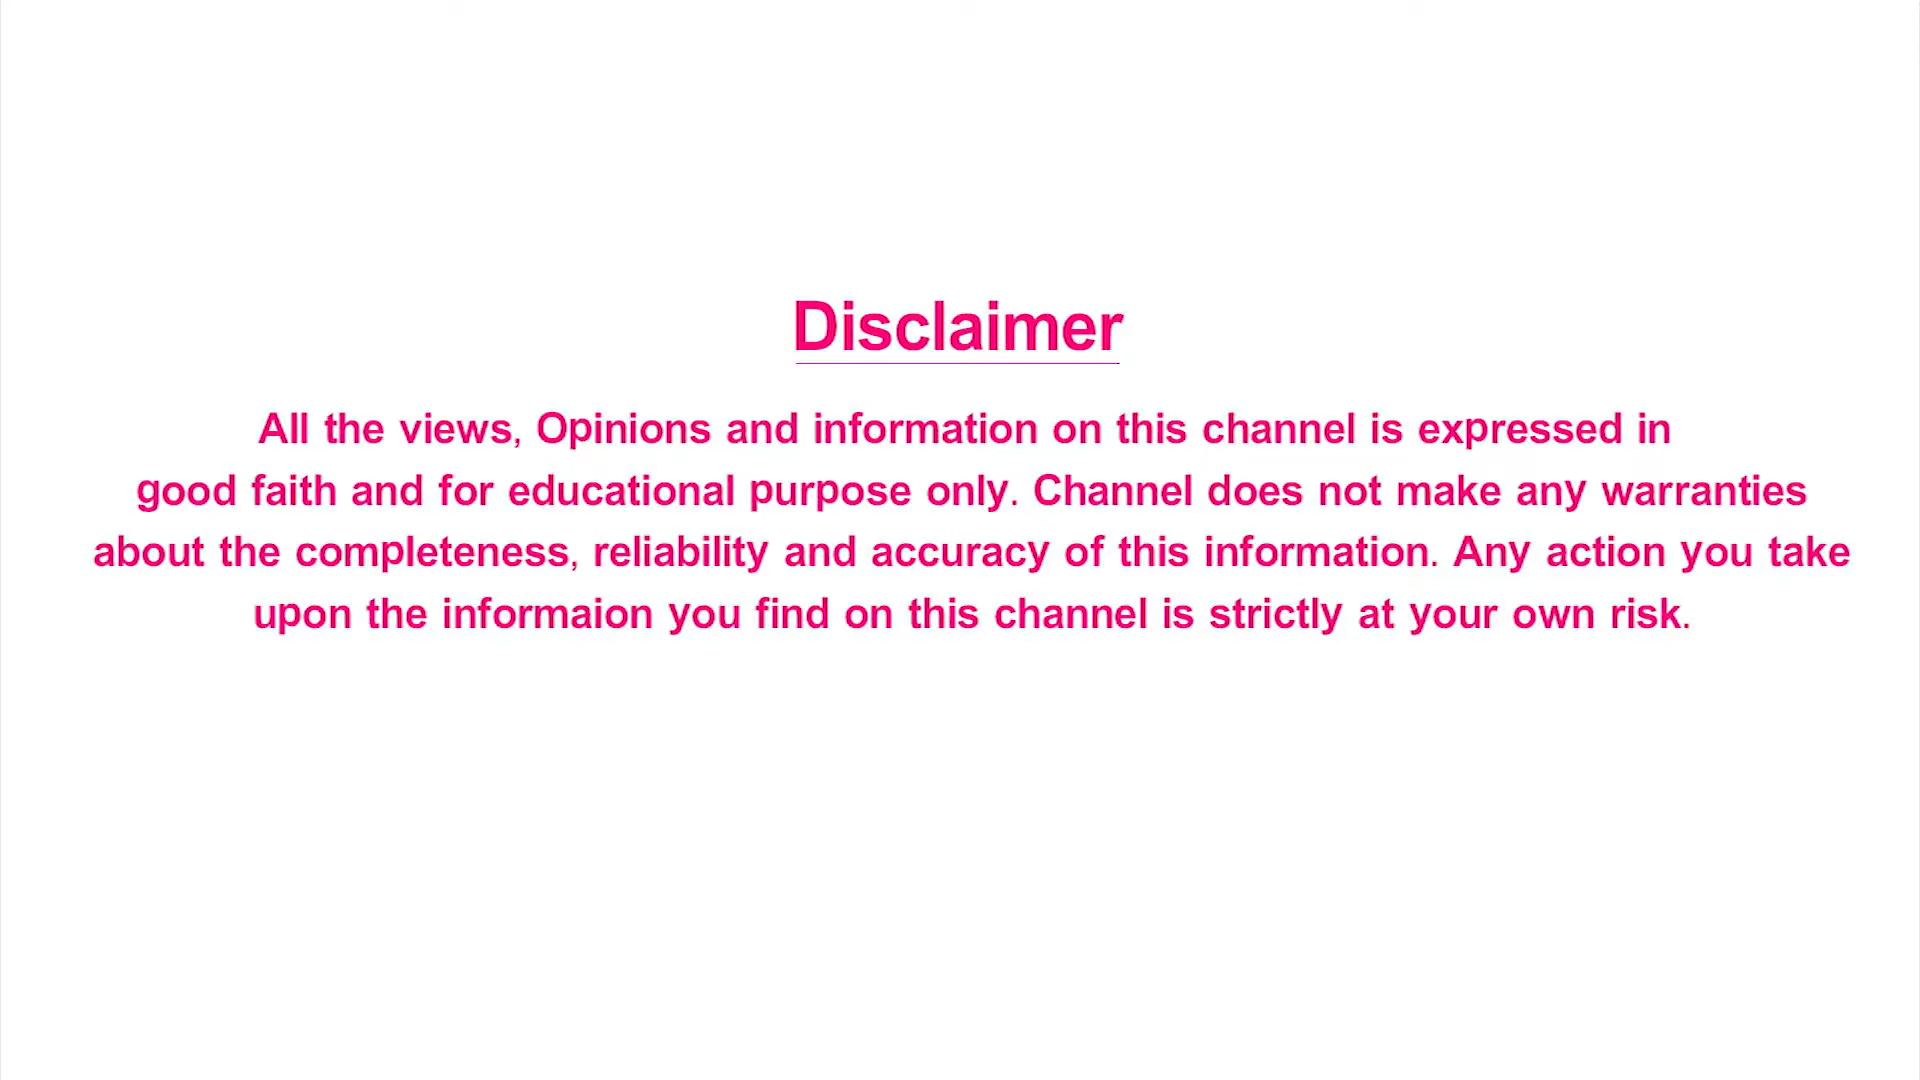 Disclaimer
All the views, Opinions and information on this channel is expressed in
good faith and for educational purpose only. Channel does not make any warranties
about the completeness, reliability and accuracy of this information. Any action you take
upon the informaion you find on this channel is strictly at your own risk.